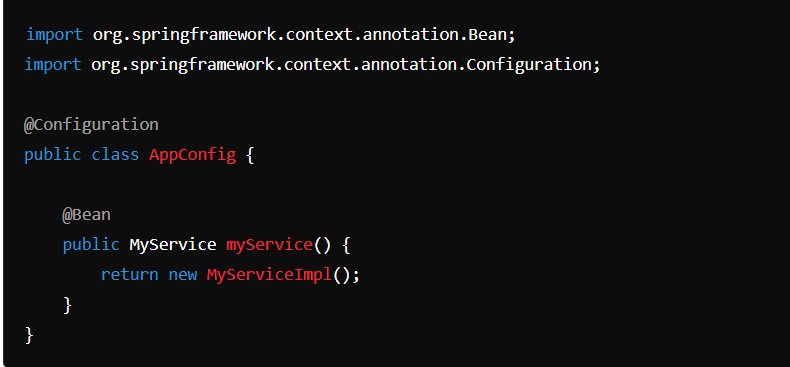 import org.springframework.context.annotation.Bean;
import org.springframework.context.annotation.Configuration;
@Configuration
public class AppConfig {
@Bean
public MyService myService() {
return new MyServiceImpl();
}
}